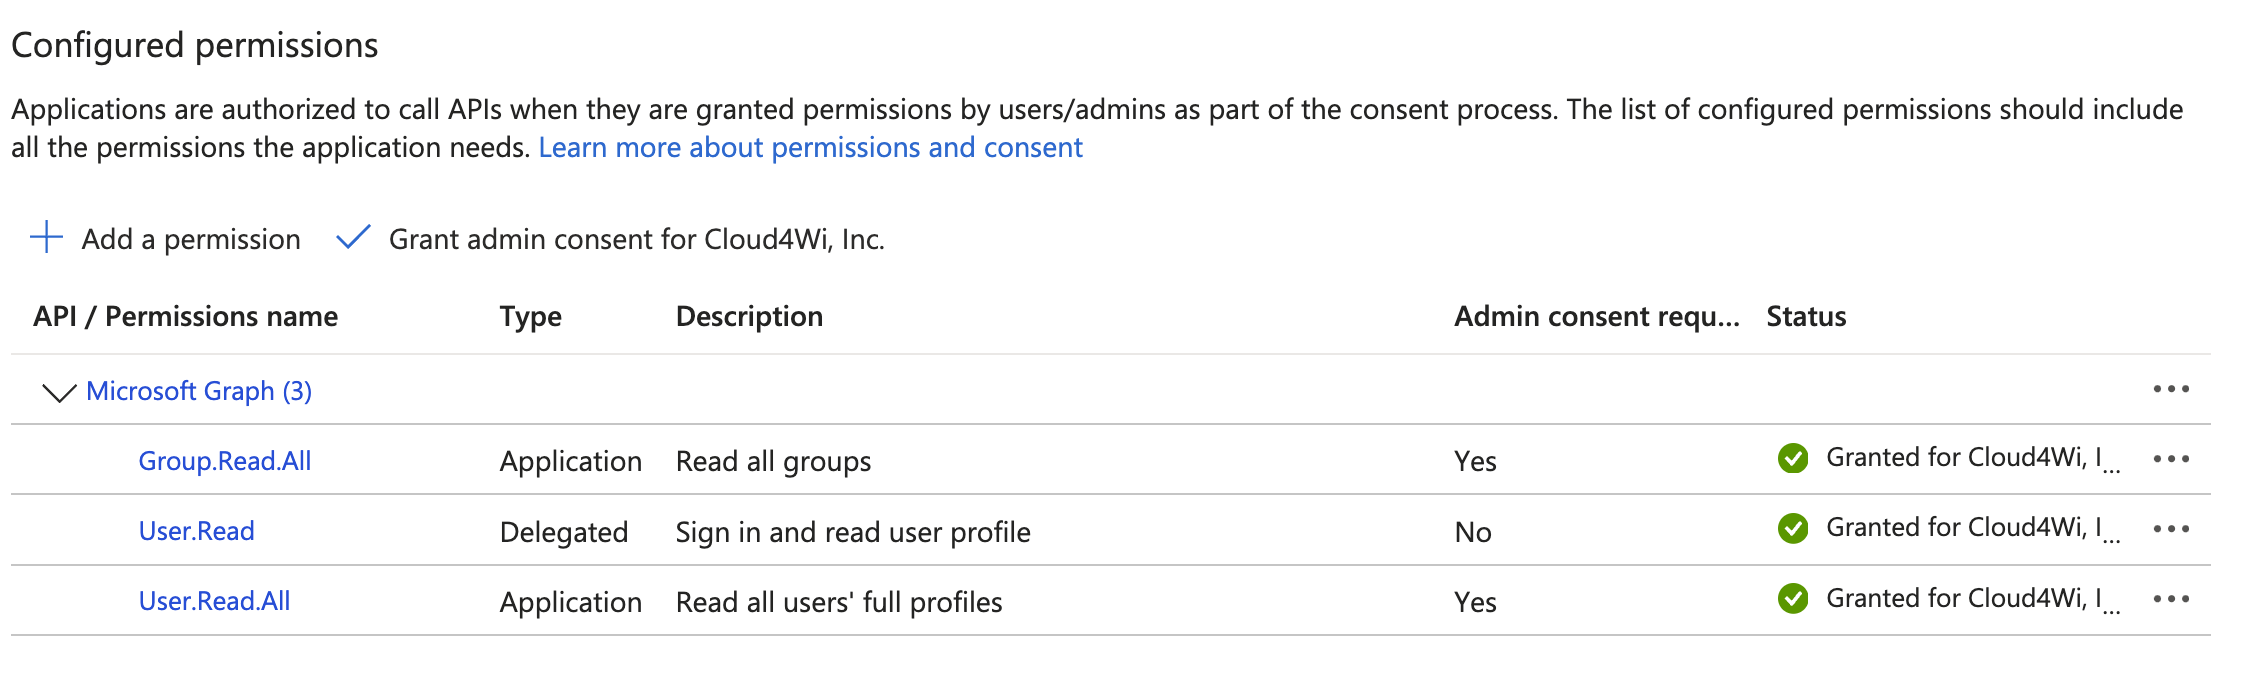 Configured permissions
Applications are authorized to call APIs when they are granted permissions by users/admins as part of the consent process. The list of configured permissions should include
all the permissions the application needs. Learn more about permissions and consent
Add a permission Grant admin consent for Cloud4Wi, Inc.
API / Permissions name Type Description Admin consent requ... Status
Microsoft Graph (3)
Group.Read.All Application Read all groups Yes Granted for Cloud4Wi, I...
User.Read Delegated Sign in and read user profile No Granted for Cloud4Wi, I...
User.Read.All Application Read all users' full profiles Yes Granted for Cloud4Wi, I...